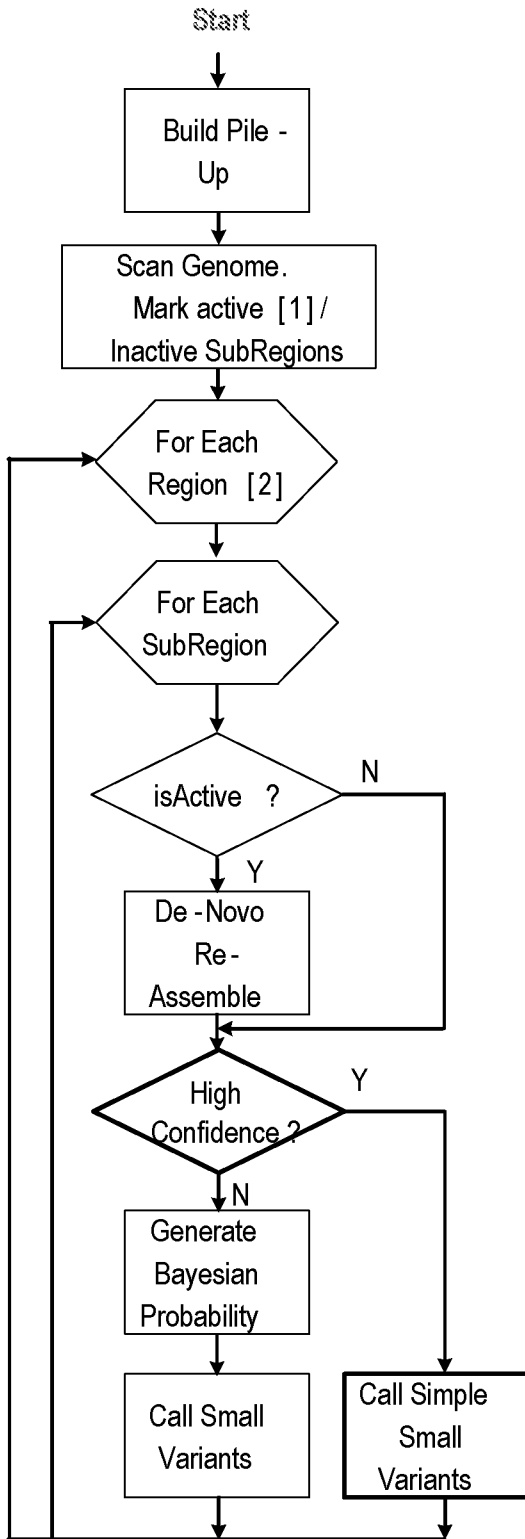 Start
Build Pile -
Up
Scan Genome.
Mark active [1] /
Inactive SubRegions
For Each
Region [2]
For Each
SubRegion
isActive ?
N
Y
De -Novo
Re -
Assemble
High
Confidence ?
Y
N
Generate
Bayesian
Probability
Call Small
Variants
Call Simple
Small
Variants